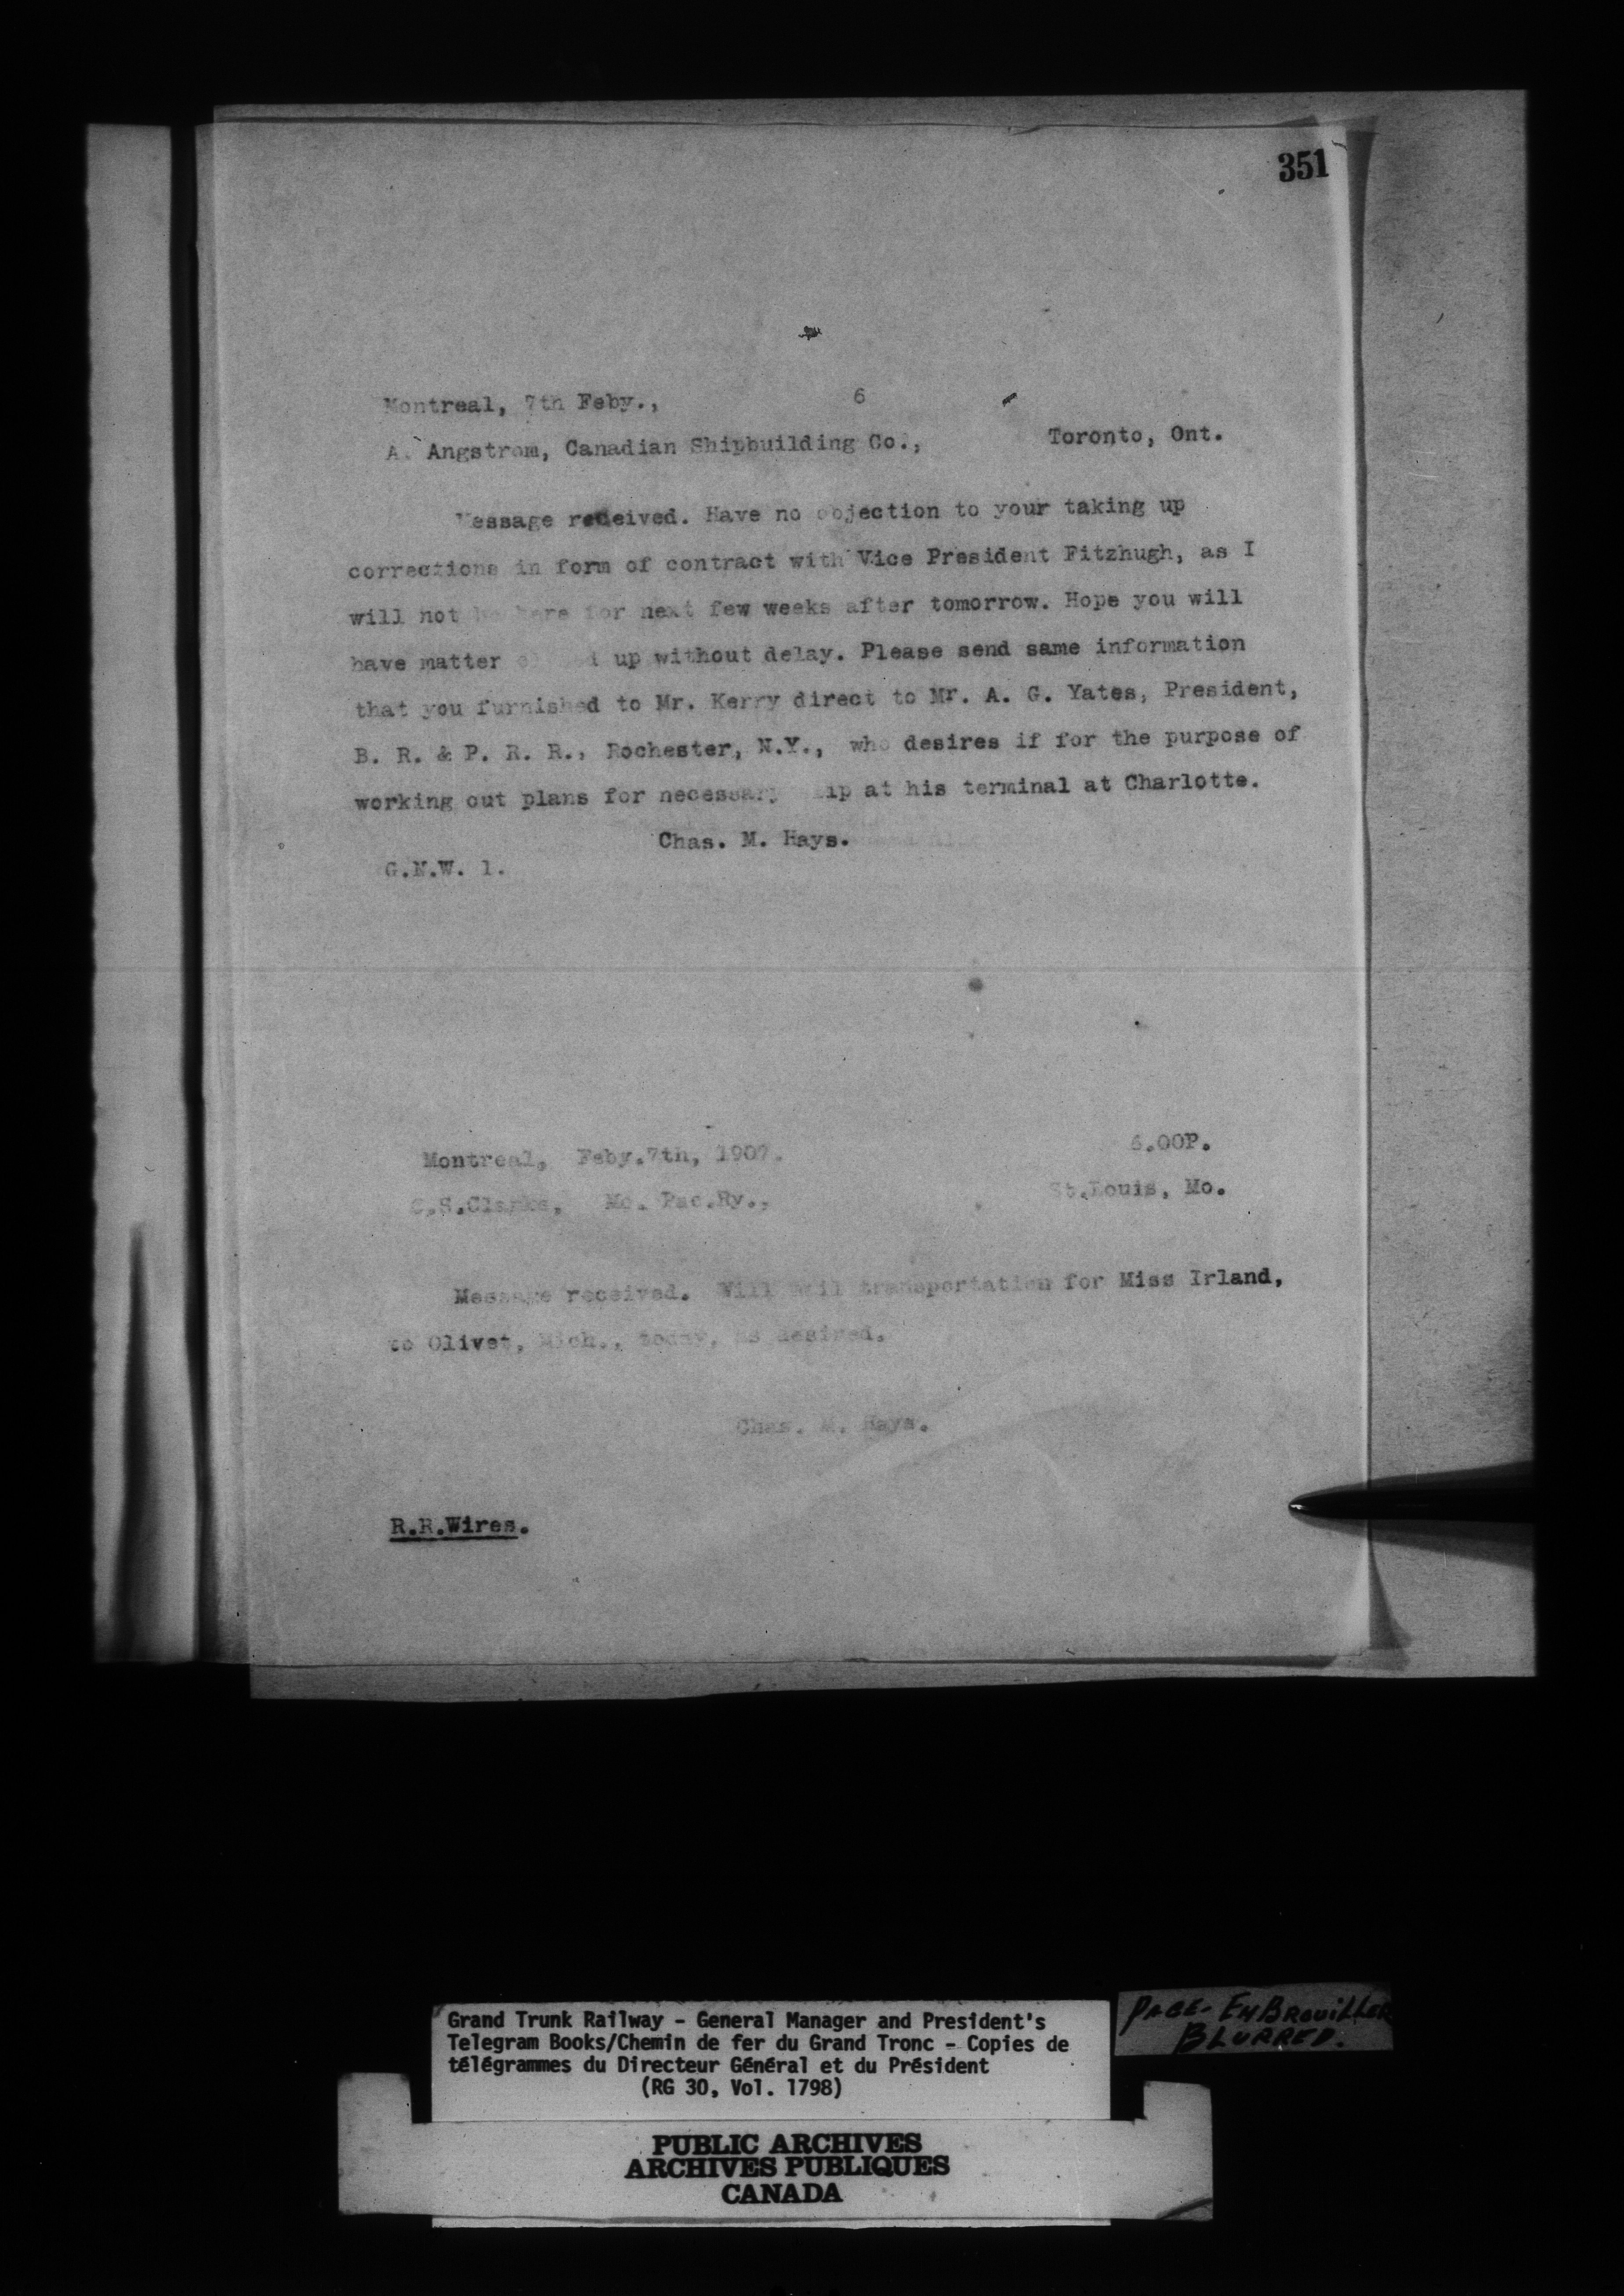 351
Montreal, 7th Feby., 6
A. Angstrom, Canadian Shipbuilding Co., Toronto, Ont.
Message received. Have no objection to your taking up
corrections in form of contract with Vice President Fitzhugh, as I
will not be here for next few weeks after tomorrow. Hope you will
have matter up without delay. Please send same information
that you furnished to Mr. Kerry direct to Mr. A. G. Yates, President,
B. R. & P. R. R., Rochester, N.Y., who desires if for the purpose of
working out plans for necessary slip at his terminal at Charlotte.
Chas. M. Hays.
G.N.W. 1.
Montreal, Feby.7th, 1907. 6.00P.
C.S.Clarke, Mo. Pac.Ry., St.Louis, Mo.
Message received. Will mail transportation for Miss Irland,
to Olivet, Mich., today, as desired.
Chas. M. Hays.
R.R.Wires.
Grand Trunk Railway - General Manager and President's
Telegram Books/Chemin de fer du Grand Tronc - Copies de
télégrammes du Directeur Général et du Président
(RG 30, Vol. 1798)
PAGE - EMBROUILLER
BLURRED.
PUBLIC ARCHIVES
ARCHIVES PUBLIQUES
CANADA